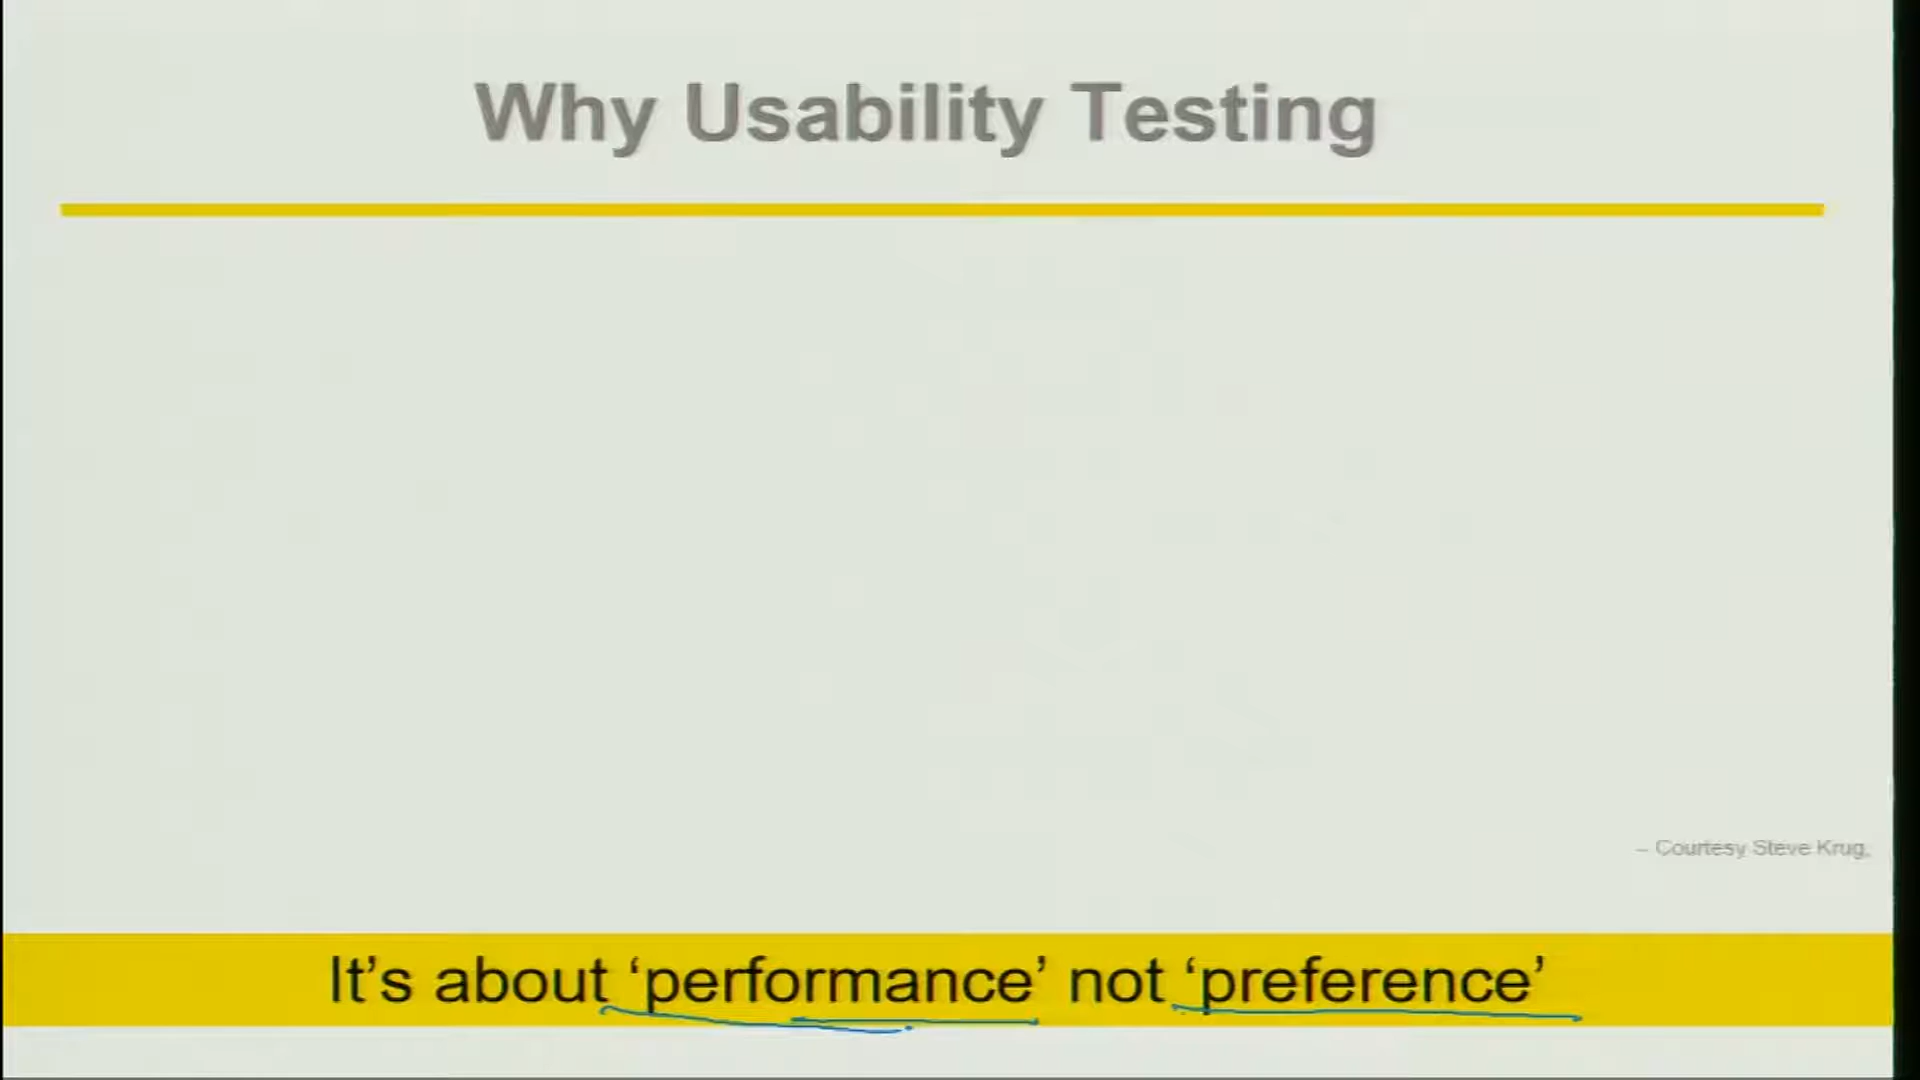 Why Usability Testing
– Courtesy Steve Krug,
It's about ‘performance’ not ‘preference’